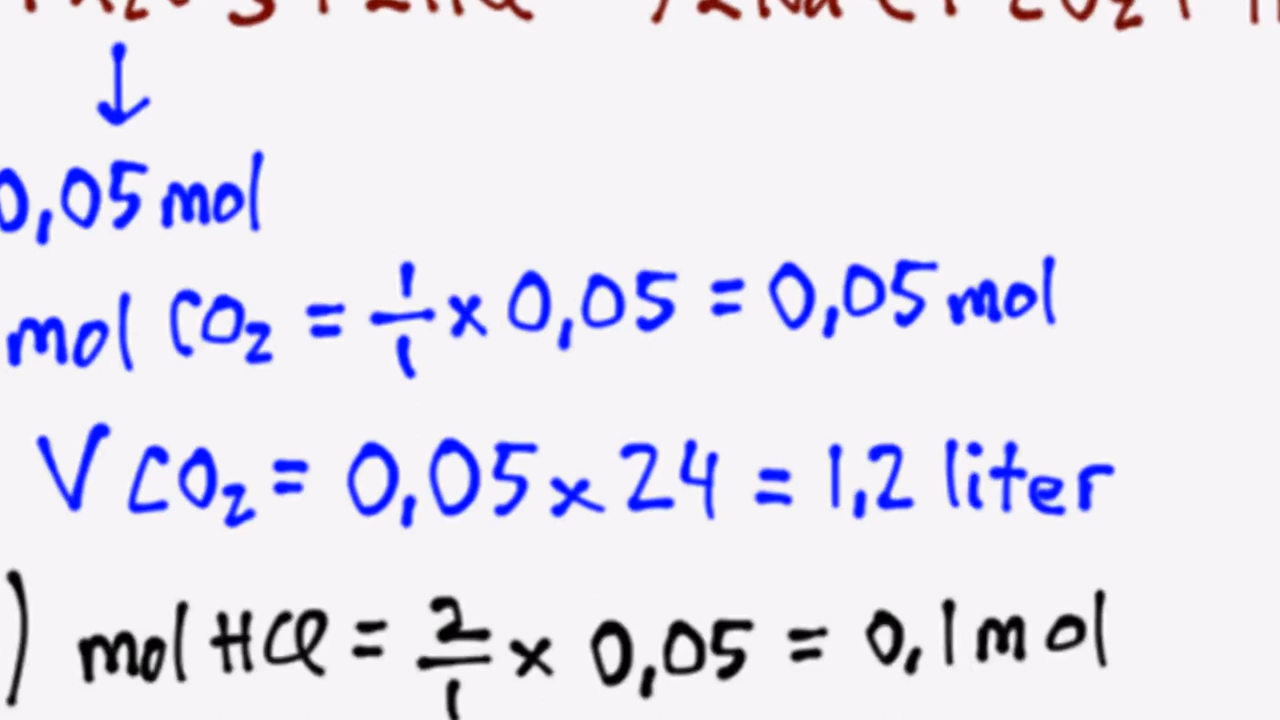 0,05 mol
mol CO₂ = 1/1 x 0,05 = 0,05 mol
V CO₂ = 0,05 x 24 = 1,2 liter
) mol HCl = 2/1 x 0,05 = 0,1 mol